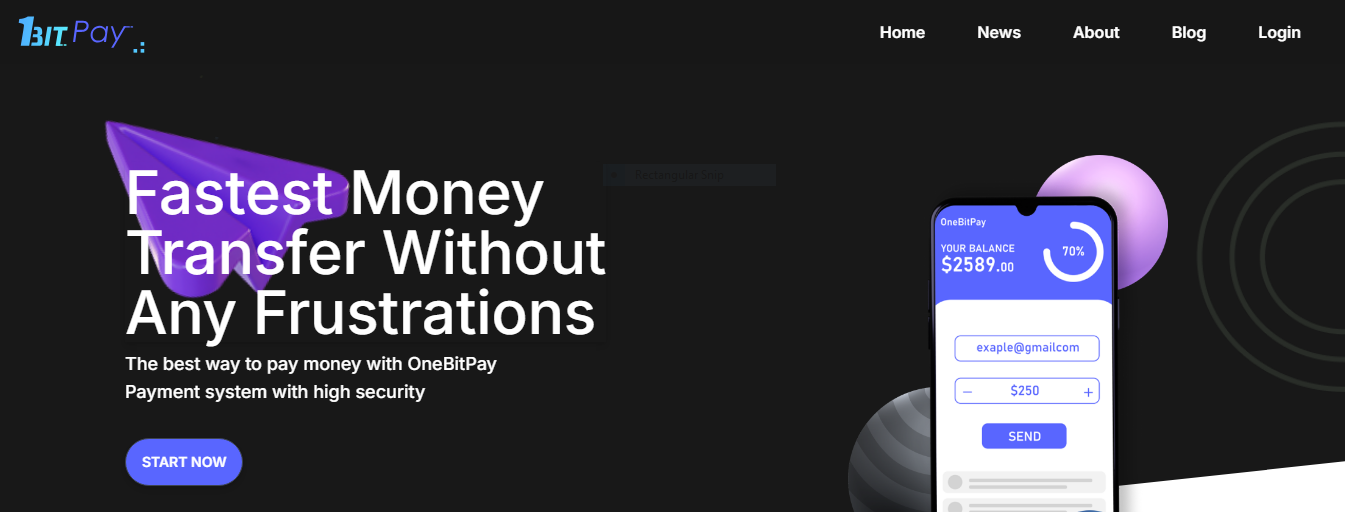 1BIT Pay
Home News About Blog Login
Fastest Money
Transfer Without
Any Frustrations
The best way to pay money with OneBitPay
Payment system with high security
START NOW
Rectangular Snip
OneBitPay
YOUR BALANCE
$2589.00
70%
exaple@gmailcom
$250
SEND